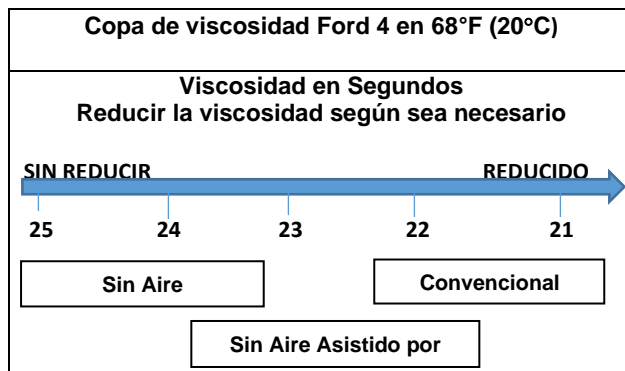 Copa de viscosidad Ford 4 en 68°F (20°C)
Viscosidad en Segundos
Reducir la viscosidad según sea necesario
SIN REDUCIR REDUCIDO
25 24 23 22 21
Sin Aire Convencional
Sin Aire Asistido por